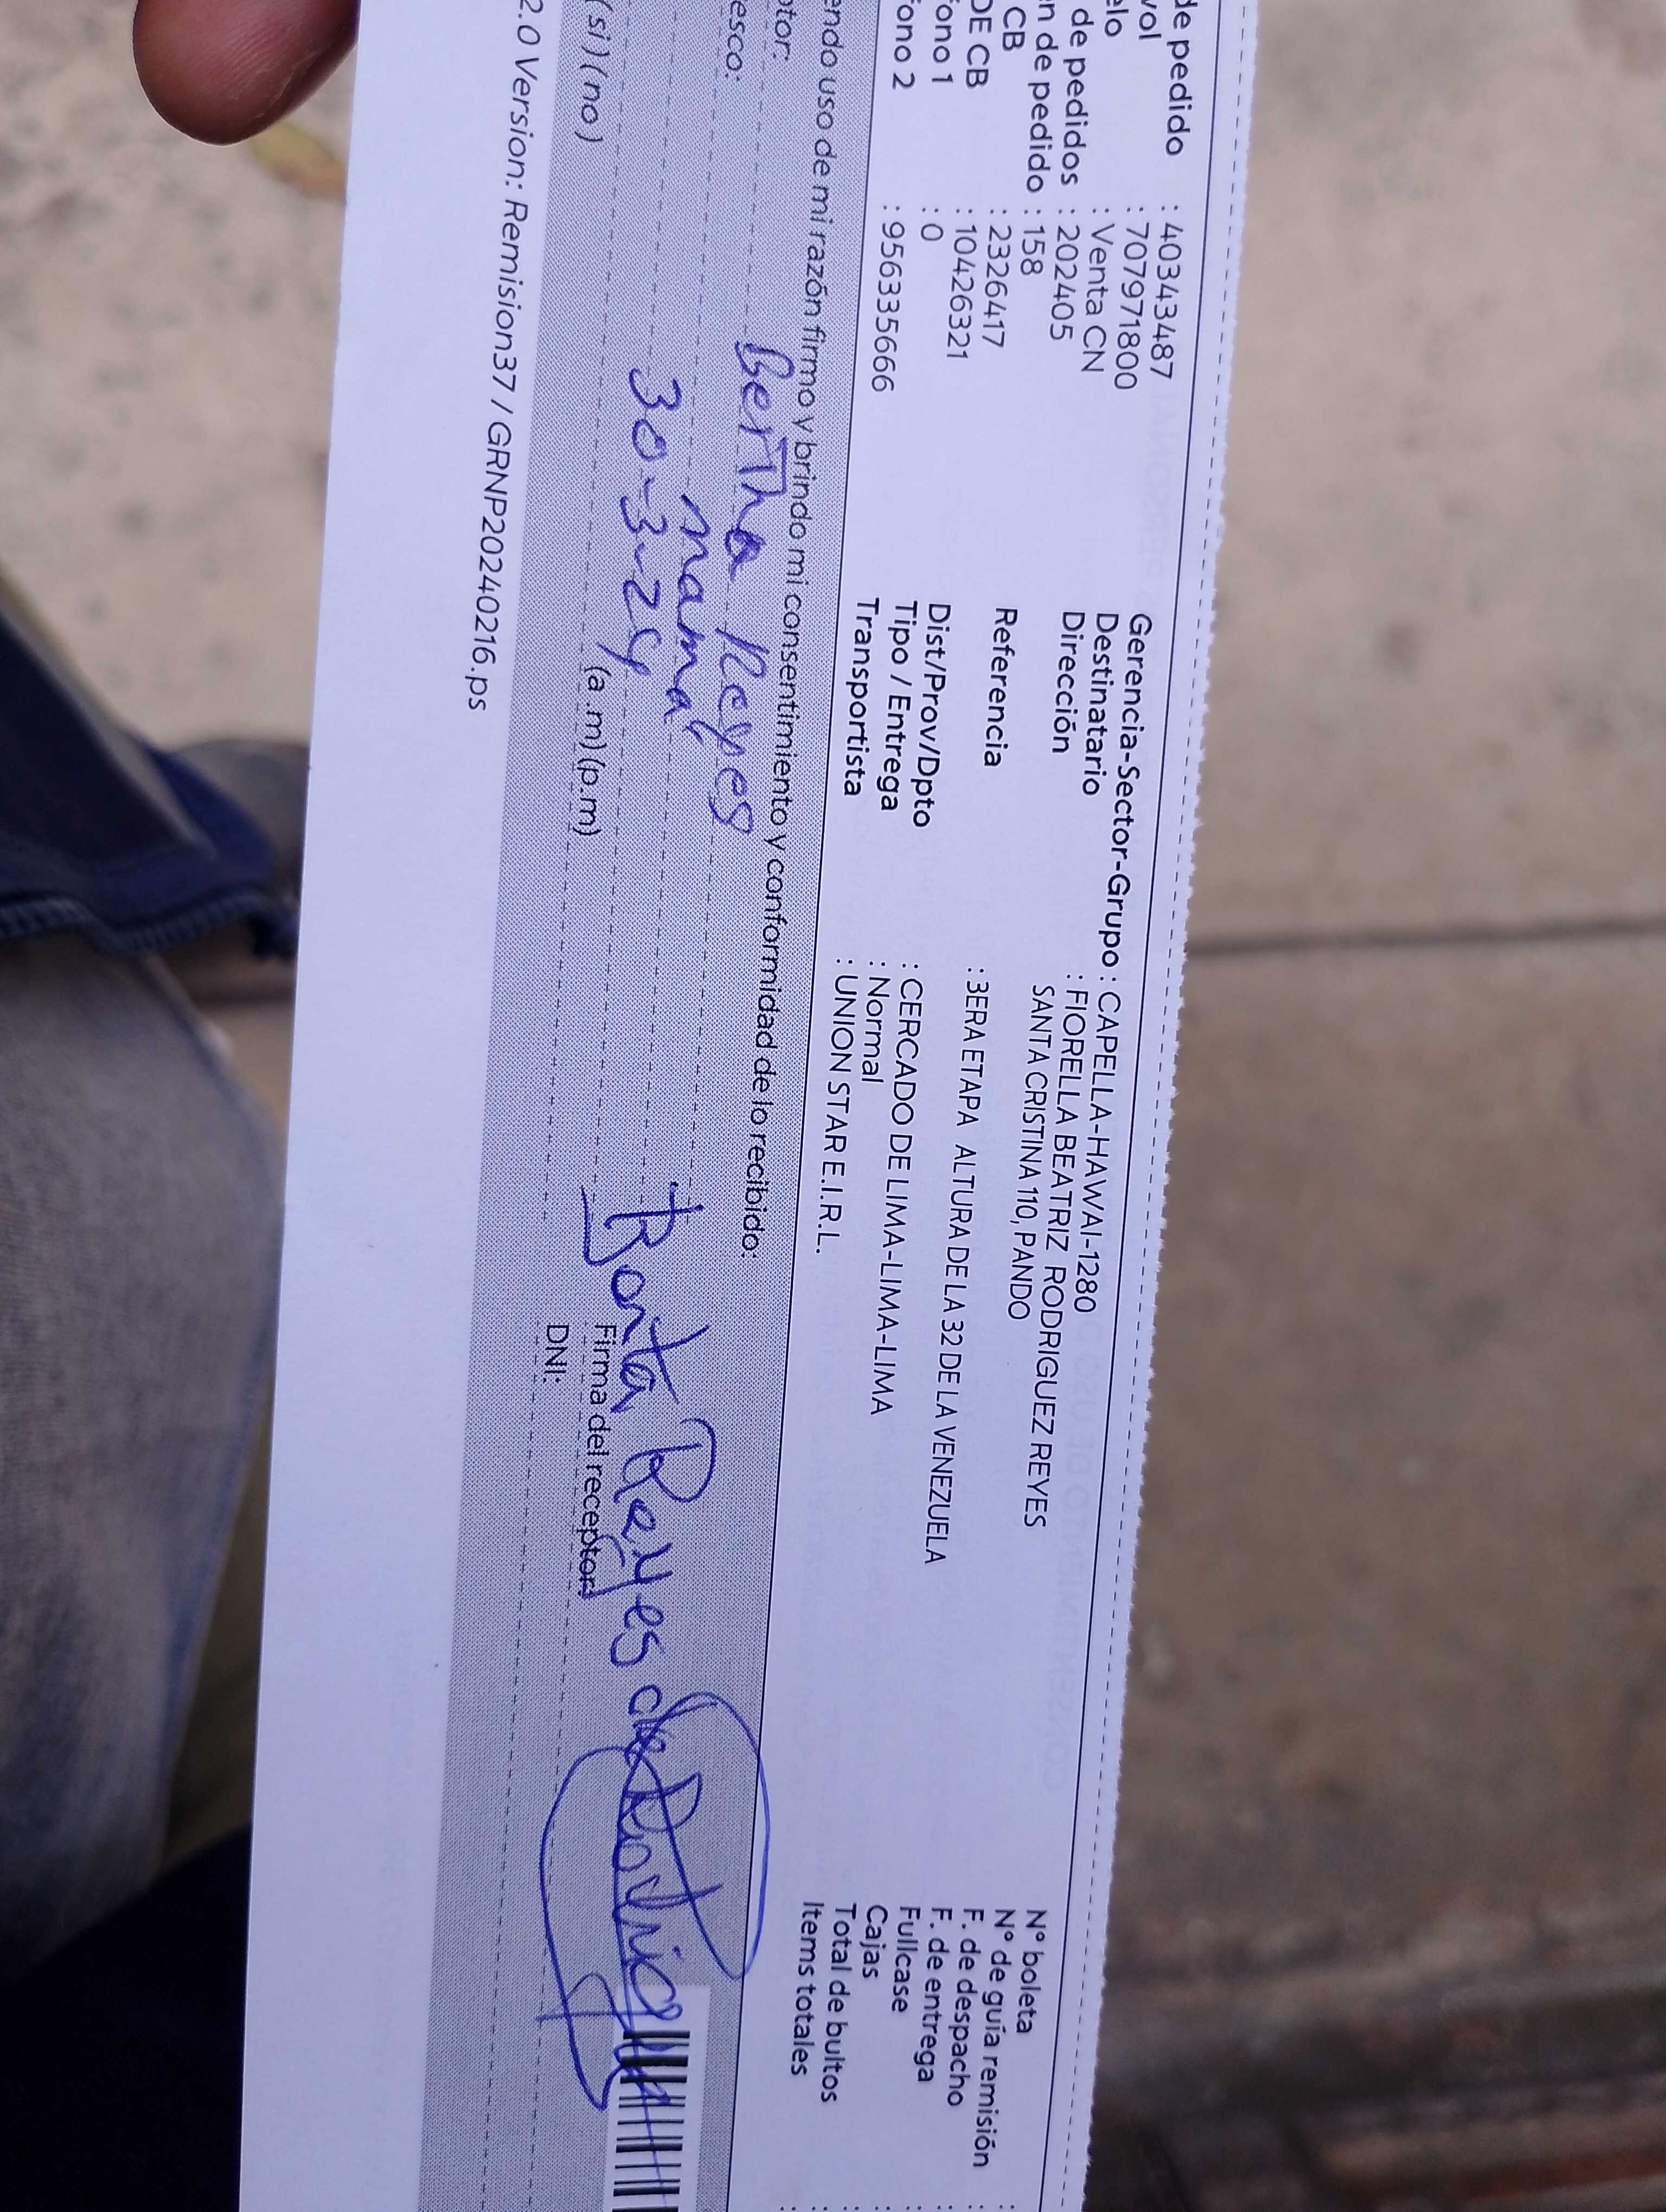 de pedido : 40343487
vol : 707971800
elo : Venta CN
de pedidos : 202405
n de pedido : 158
CB : 2326417
DE CB : 10426321
fono 1 : 0
fono 2 : 956335666
Gerencia-Sector-Grupo : CAPELLA-HAWAI-1280
Destinatario : FIORELLA BEATRIZ RODRIGUEZ REYES
Dirección SANTA CRISTINA 110, PANDO
Referencia : 3ERA ETAPA ALTURA DE LA 32 DE LA VENEZUELA
Dist/Prov/Dpto : CERCADO DE LIMA-LIMA-LIMA
Tipo / Entrega : Normal
Transportista : UNION STAR E.I.R.L.
N° boleta
N° de guía remisión :
F. de despacho :
F. de entrega :
Fullcase :
Cajas :
Total de bultos :
Items totales :
endo uso de mi razón firmo y brindo mi consentimiento y conformidad de lo recibido:
ptor: Bertha Reyes
esco: mamá
30-3-24
(si) (no) (a.m) (p.m)
Berta Reyes de
Firma del receptor
DNI:
2.0 Version: Remision37 / GRNP20240216.ps